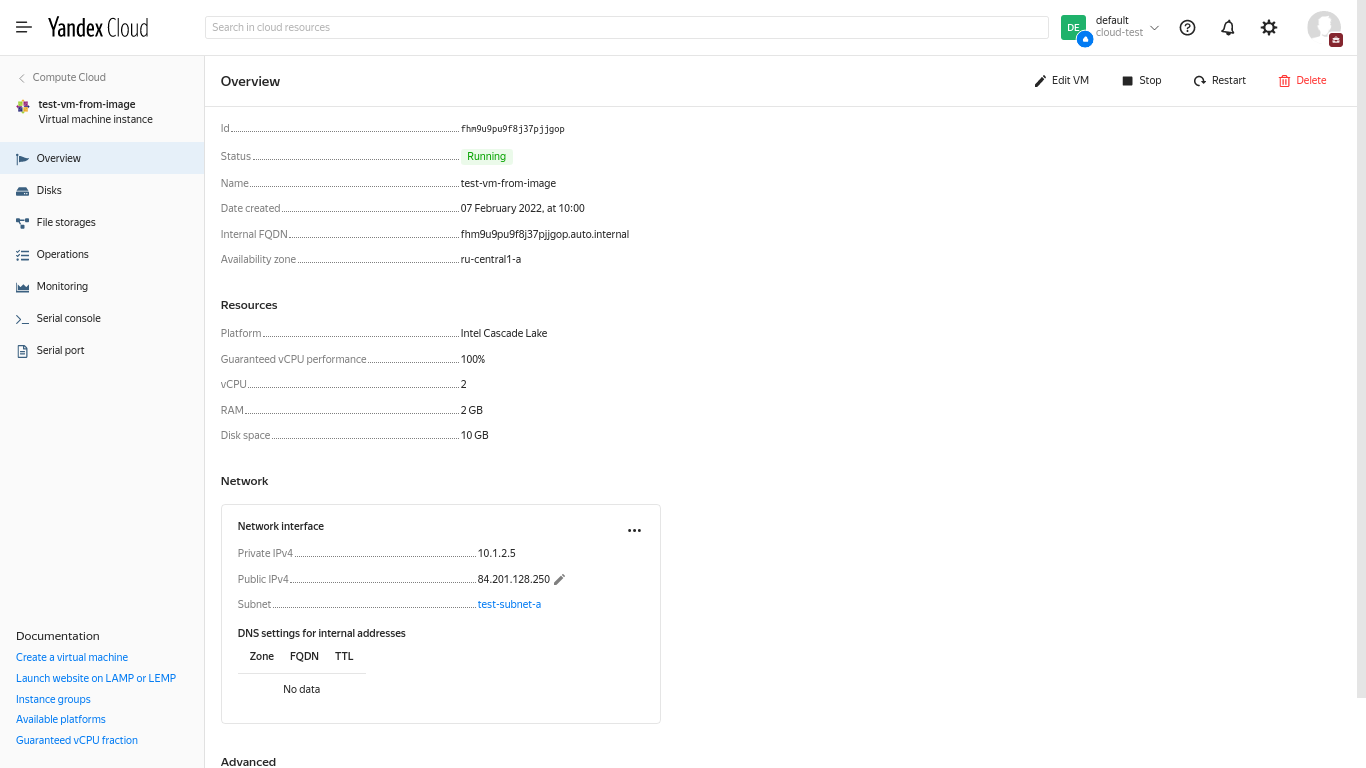 Yandex Cloud
Search in cloud resources
DE
default
cloud-test
Compute Cloud
test-vm-from-image
Virtual machine instance
Overview
Disks
File storages
Operations
Monitoring
Serial console
Serial port
Documentation
Create a virtual machine
Launch website on LAMP or LEMP
Instance groups
Available platforms
Guaranteed vCPU fraction
Overview
Edit VM
Stop
Restart
Delete
Id fhm9u9pu9f8j37pjjgop
Status Running
Name test-vm-from-image
Date created 07 February 2022, at 10:00
Internal FQDN fhm9u9pu9f8j37pjjgop.auto.internal
Availability zone ru-central1-a
Resources
Platform Intel Cascade Lake
Guaranteed vCPU performance 100%
vCPU 2
RAM 2 GB
Disk space 10 GB
Network
Network interface
Private IPv4 10.1.2.5
Public IPv4 84.201.128.250
Subnet test-subnet-a
DNS settings for internal addresses
Zone FQDN TTL
No data
Advanced